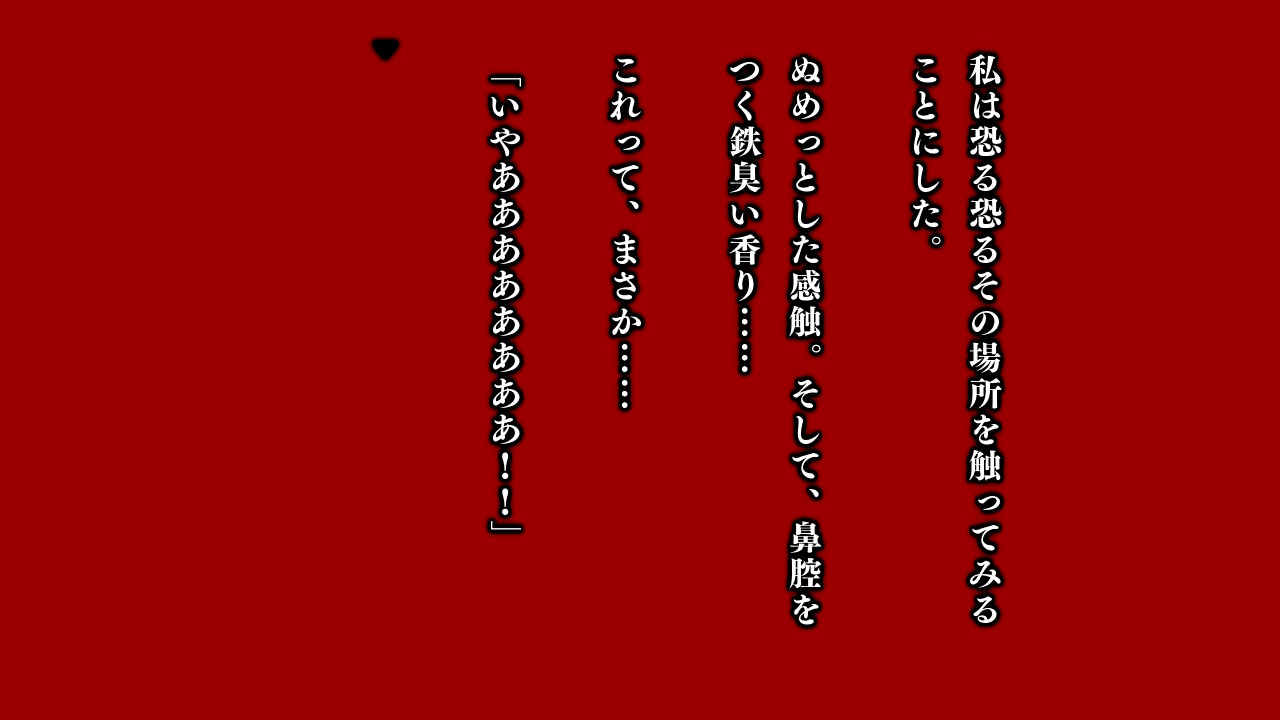 私は恐る恐るその場所を触ってみる
ことにした。
ぬめっとした感触。そして、鼻腔を
つく鉄臭い香り……
これって、まさか……
「いやああああああああ！！」